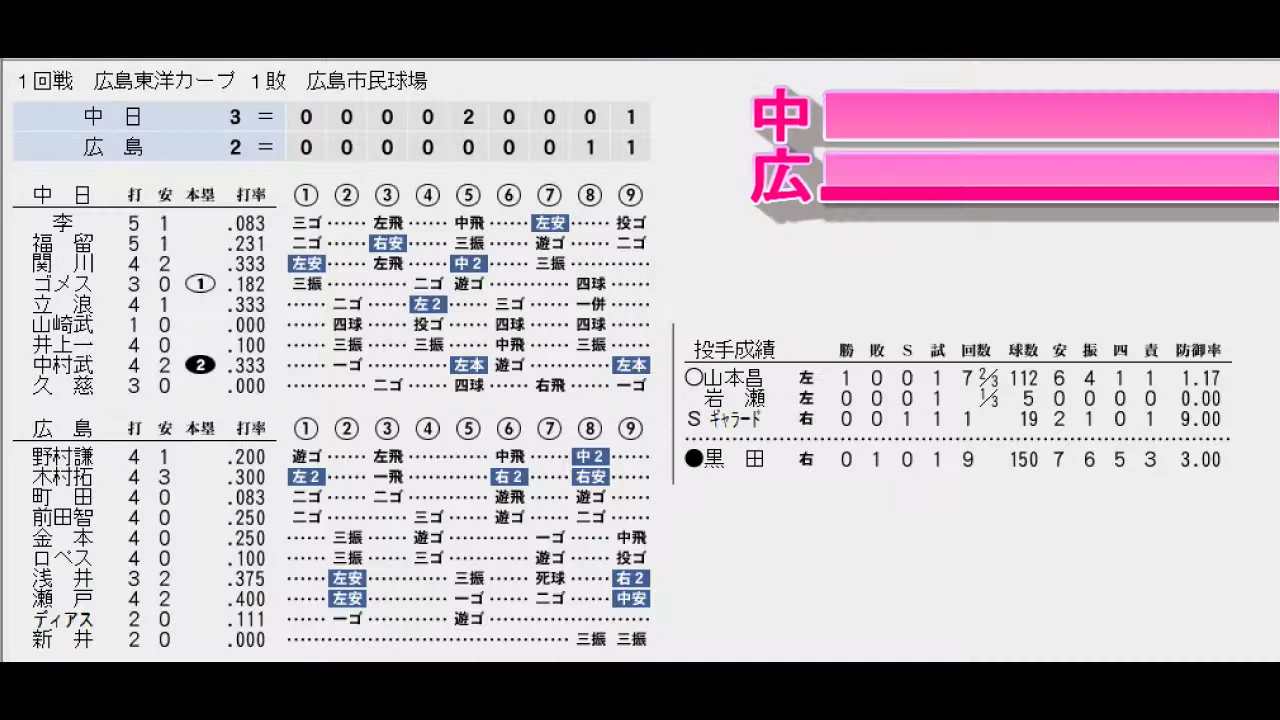 1回戦 広島東洋カープ 1敗 広島市民球場
中日 3 = 0 0 0 0 2 0 0 0 1
広島 2 = 0 0 0 0 0 0 0 1 1
中
広
中日 打 安 本塁 打率 ① ② ③ ④ ⑤ ⑥ ⑦ ⑧ ⑨
李 5 1 .083 三ゴ…… 左飛…… 中飛…… 左安…… 投ゴ
福留 5 1 .231 二ゴ…… 右安…… 三振…… 遊ゴ…… 二ゴ
関川 4 2 .333 左安…… 左飛…… 中2…… 三振…………
ゴメス 3 0 ① .182 三振………… 二ゴ 遊ゴ………… 四球……
立浪 4 1 .333 …… 二ゴ…… 左2…… 三ゴ…… 一併……
山崎武 1 0 .000 …… 四球…… 投ゴ…… 四球…… 四球……
井上一 4 0 .100 …… 三振…… 三振…… 中飛…… 三振……
中村武 4 2 ❷ .333 …… 一ゴ………… 左本 遊ゴ………… 左本
久慈 3 0 .000 ………… 二ゴ…… 四球…… 右飛…… 一ゴ
広島 打 安 本塁 打率 ① ② ③ ④ ⑤ ⑥ ⑦ ⑧ ⑨
野村謙 4 1 .200 遊ゴ…… 左飛………… 中飛…… 中2……
木村拓 4 3 .300 左2…… 一飛………… 右2…… 右安……
町田 4 0 .083 二ゴ…… 二ゴ………… 遊飛…… 遊ゴ……
前田智 4 0 .250 二ゴ………… 三ゴ…… 遊ゴ…… 二ゴ……
金本 4 0 .250 …… 三振…… 遊ゴ………… 一ゴ…… 中飛
ロペス 4 0 .100 …… 三振…… 三ゴ………… 遊ゴ…… 投ゴ
浅井 3 2 .375 …… 左安………… 三振…… 死球…… 右2
瀬戸 4 2 .400 …… 左安………… 一ゴ…… 二ゴ…… 中安
ディアス 2 0 .111 …… 一ゴ………… 遊ゴ……………………
新井 2 0 .000 ……………………………………… 三振 三振
投手成績 勝 敗 S 試 回数 球数 安 振 四 責 防御率
○山本昌 左 1 0 0 1 7 2/3 112 6 4 1 1 1.17
岩瀬 左 0 0 0 1 1/3 5 0 0 0 0 0.00
S ギャラード 右 0 0 1 1 1 19 2 1 0 1 9.00
●黒田 右 0 1 0 1 9 150 7 6 5 3 3.00